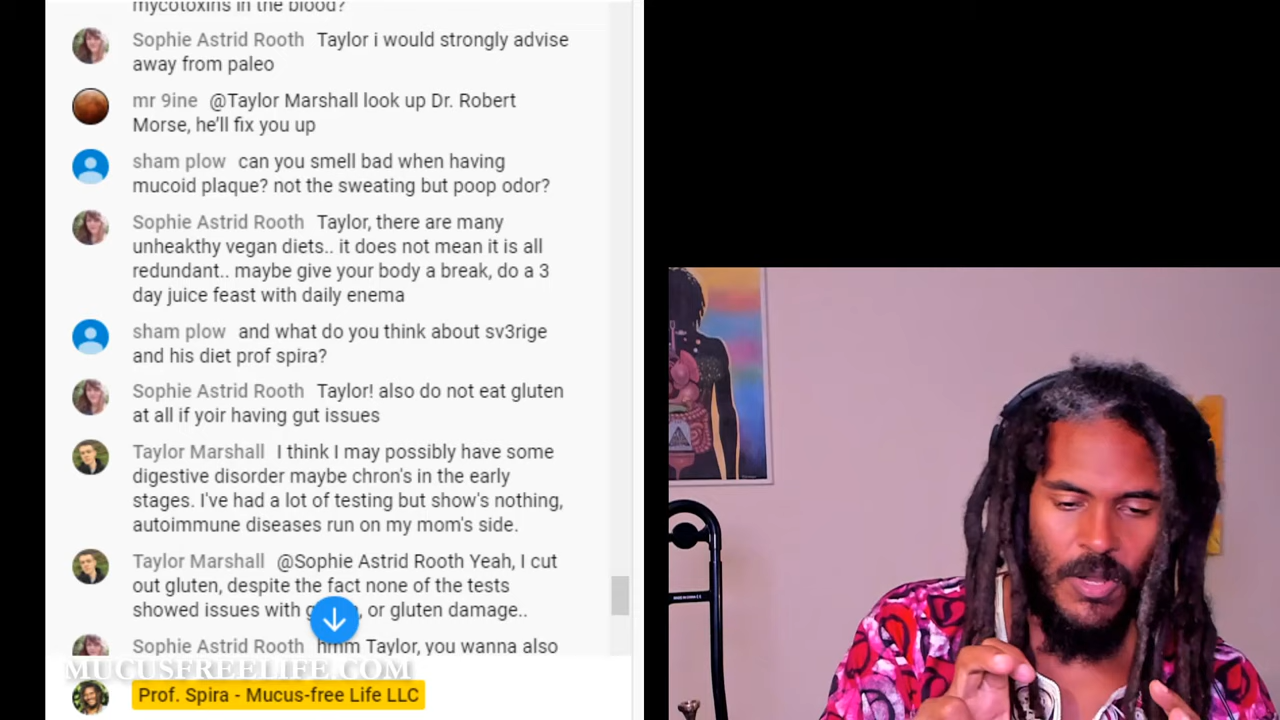 mycotoxins in the blood?
Sophie Astrid Rooth Taylor i would strongly advise
away from paleo
mr 9ine @Taylor Marshall look up Dr. Robert
Morse, he'll fix you up
sham plow can you smell bad when having
mucoid plaque? not the sweating but poop odor?
Sophie Astrid Rooth Taylor, there are many
unheakthy vegan diets.. it does not mean it is all
redundant.. maybe give your body a break, do a 3
day juice feast with daily enema
sham plow and what do you think about sv3rige
and his diet prof spira?
Sophie Astrid Rooth Taylor! also do not eat gluten
at all if yoir having gut issues
Taylor Marshall I think I may possibly have some
digestive disorder maybe chron's in the early
stages. I've had a lot of testing but show's nothing,
autoimmune diseases run on my mom's side.
Taylor Marshall @Sophie Astrid Rooth Yeah, I cut
out gluten, despite the fact none of the tests
showed issues with , or gluten damage..
Sophie Astrid Rooth hmm Taylor, you wanna also
MUCUSFREELIFE.COM
Prof. Spira - Mucus-free Life LLC